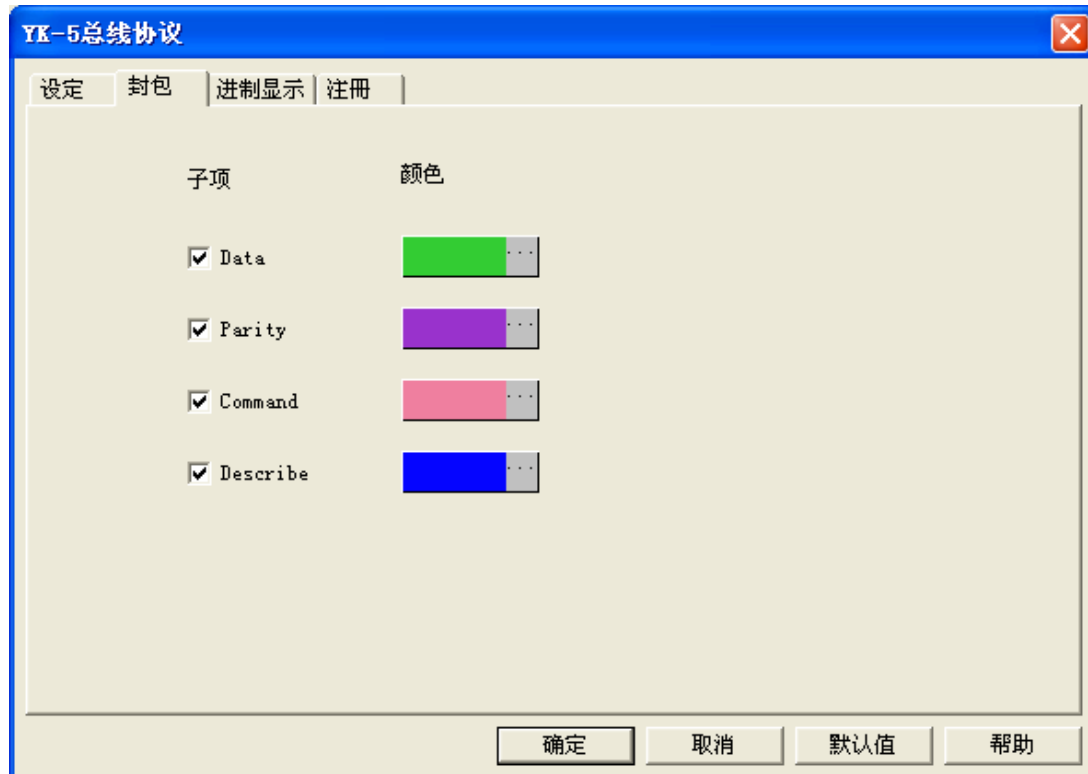 YK-5总线协议
设定 封包 进制显示 注冊
子项 颜色
Data ...
Parity ...
Command ...
Describe ...
确定 取消 默认值 帮助